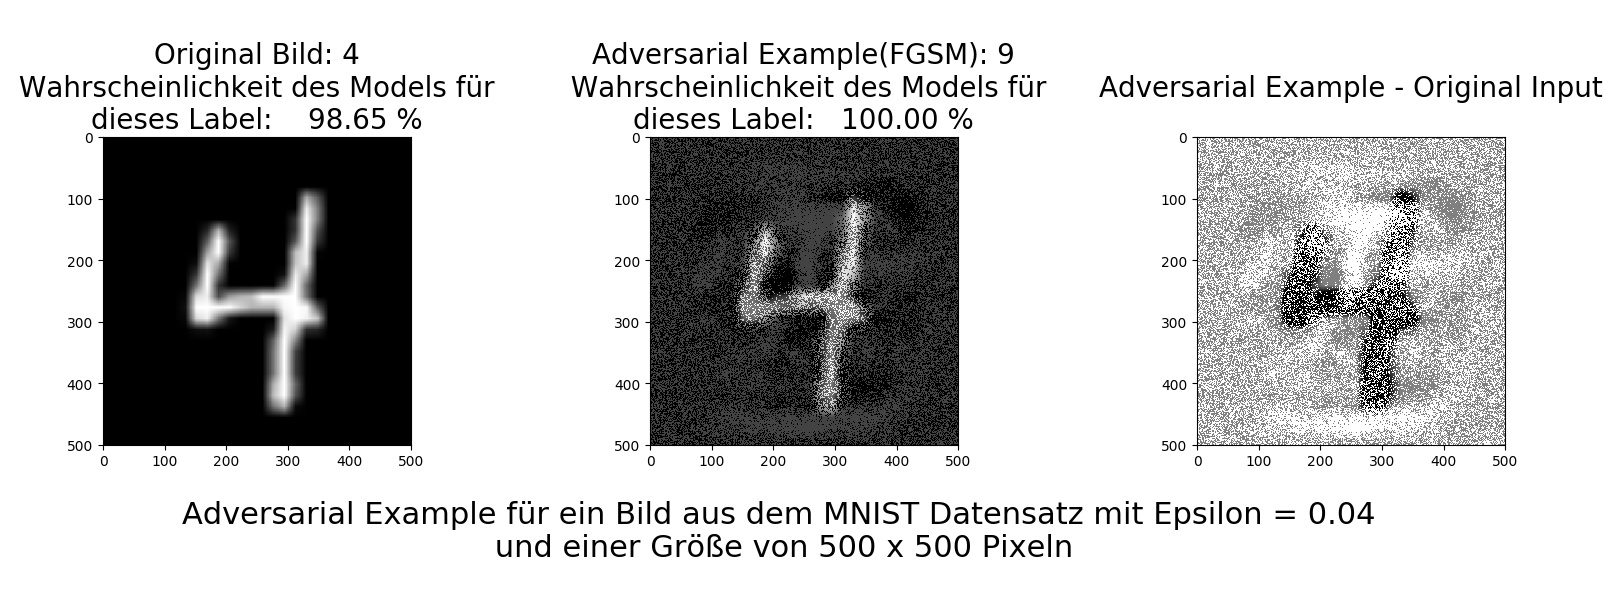 Original Bild: 4
Wahrscheinlichkeit des Models für
dieses Label: 98.65 %
Adversarial Example(FGSM): 9
Wahrscheinlichkeit des Models für
dieses Label: 100.00 %
Adversarial Example - Original Input
0
100
200
300
400
500
0 100 200 300 400 500
0
100
200
300
400
500
0 100 200 300 400 500
0
100
200
300
400
500
0 100 200 300 400 500
4
4
4
Adversarial Example für ein Bild aus dem MNIST Datensatz mit Epsilon = 0.04
und einer Größe von 500 x 500 Pixeln